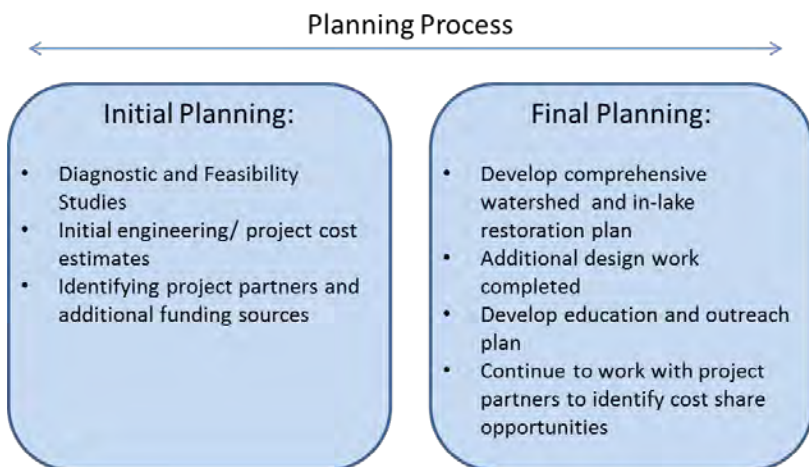 Planning Process
Initial Planning:
• Diagnostic and Feasibility
Studies
• Initial engineering/ project cost
estimates
• Identifying project partners and
additional funding sources
Final Planning:
• Develop comprehensive
watershed and in-lake
restoration plan
• Additional design work
completed
• Develop education and outreach
plan
• Continue to work with project
partners to identify cost share
opportunities